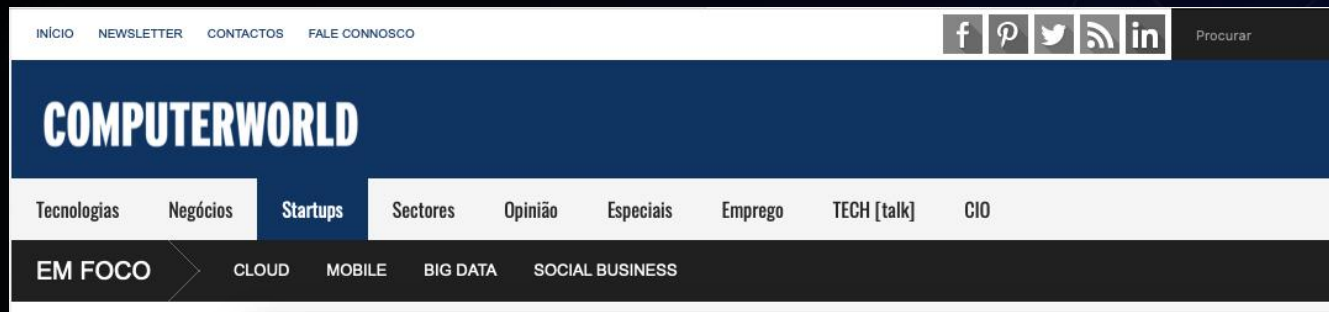 INÍCIO NEWSLETTER CONTACTOS FALE CONNOSCO Procurar
COMPUTERWORLD
Tecnologias Negócios Startups Sectores Opinião Especiais Emprego TECH [talk] CIO
EM FOCO CLOUD MOBILE BIG DATA SOCIAL BUSINESS